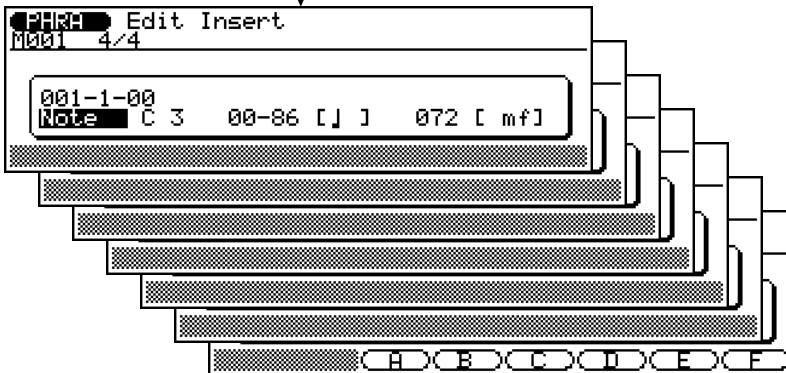 PHRA Edit Insert
M001 4/4
001-1-00
Note C 3 00-86 [♩ ] 072 [ mf]
A B C D E F